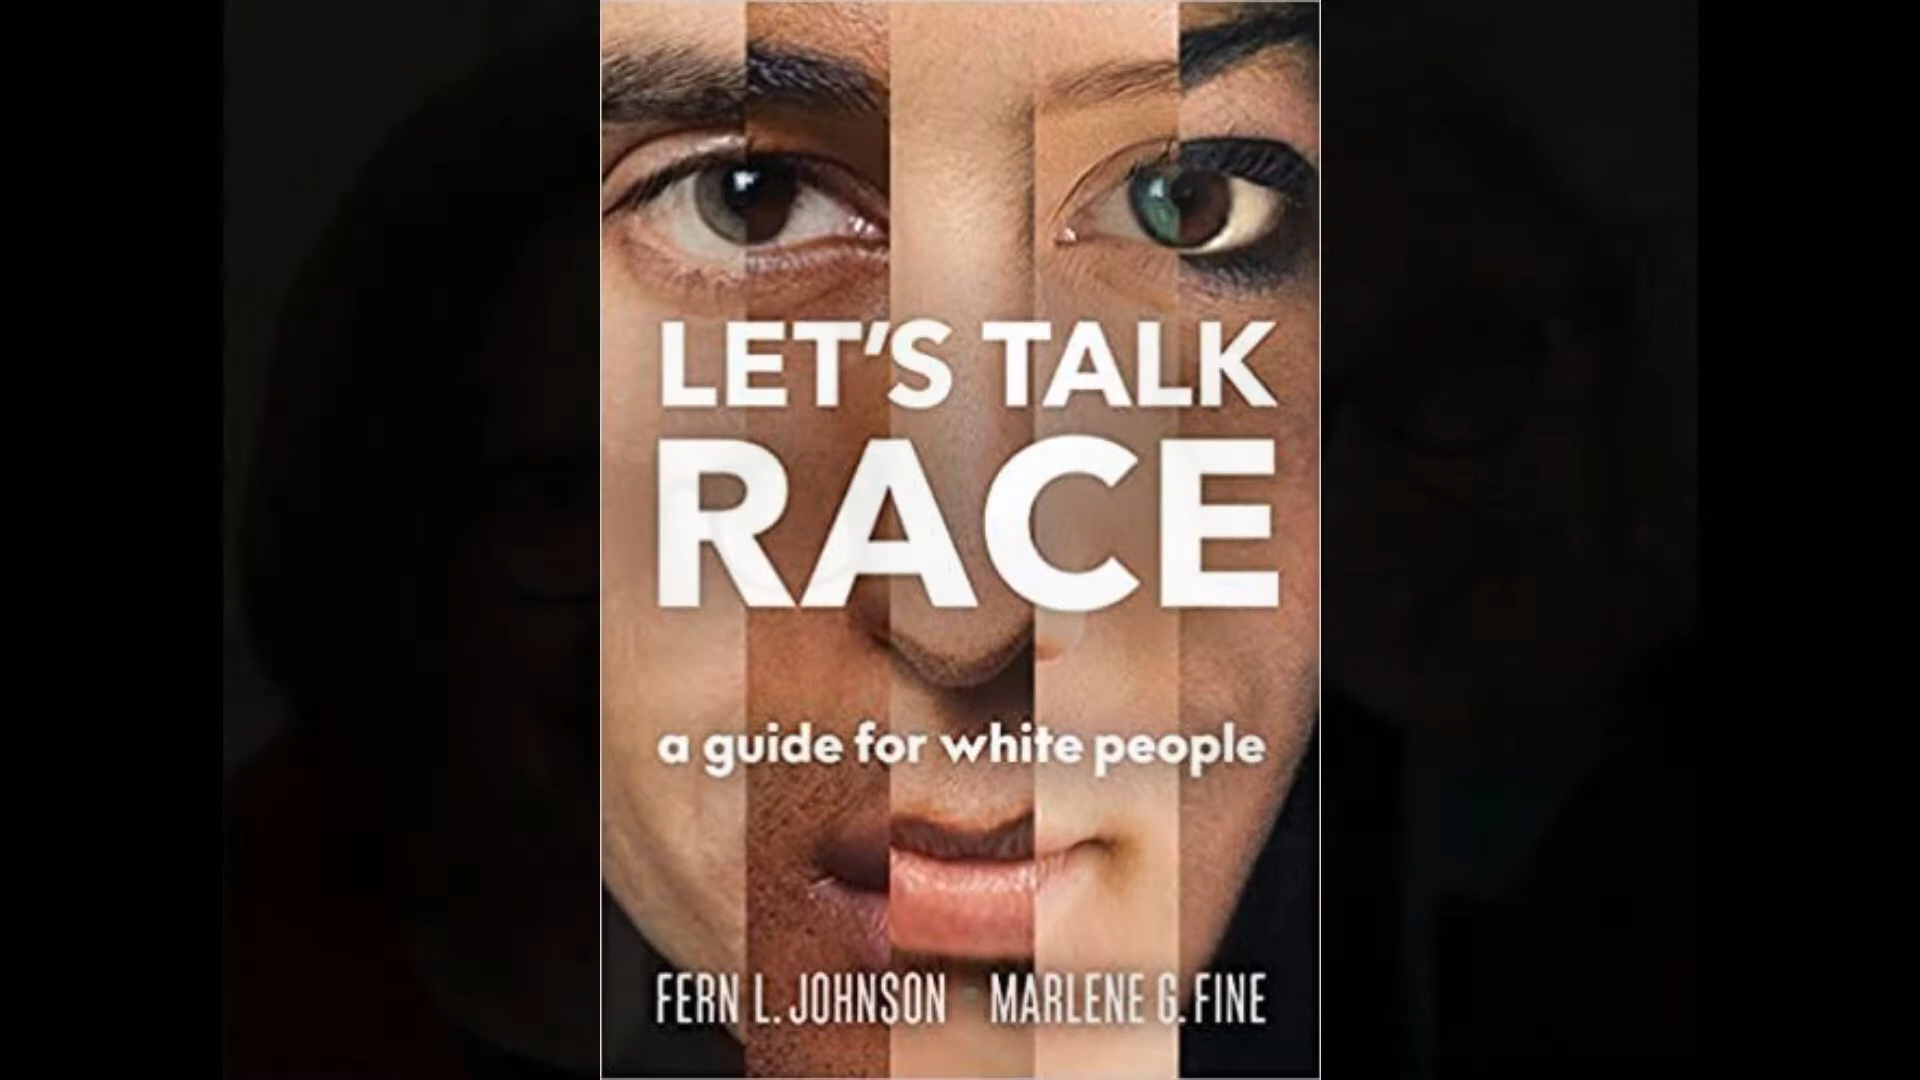 LET'S TALK
RACE
a guide for white people
FERN L. JOHNSON MARLENE G. FINE